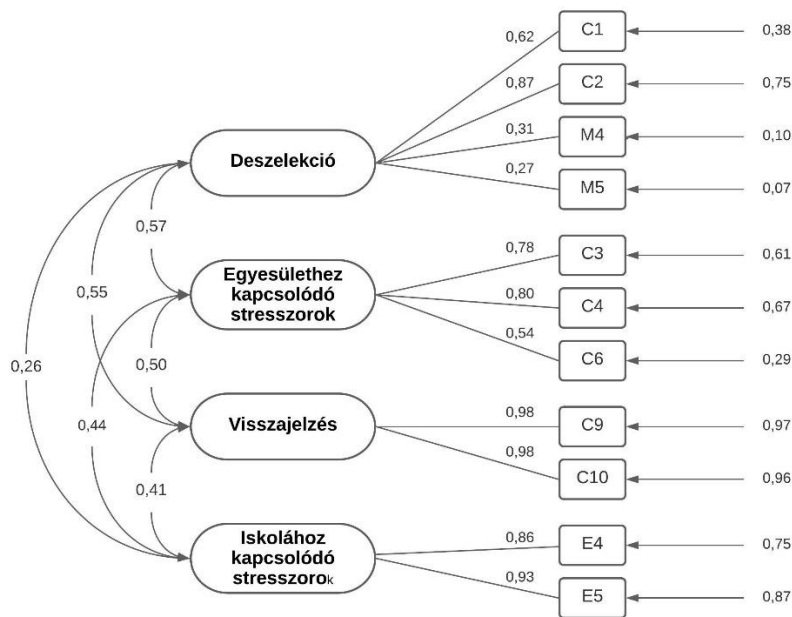 C1
0,38
0,62
C2
0,75
0,87
M4
0,10
0,31
Deszelekció
M5
0,07
0,27
0,57
C3
0,61
0,78
Egyesülethez
kapcsolódó
stresszorok
C4
0,67
0,80
0,55
C6
0,29
0,54
0,26
0,50
0,44
Visszajelzés
C9
0,97
0,98
C10
0,96
0,98
0,41
Iskolához
kapcsolódó
stresszorok
E4
0,75
0,86
E5
0,87
0,93